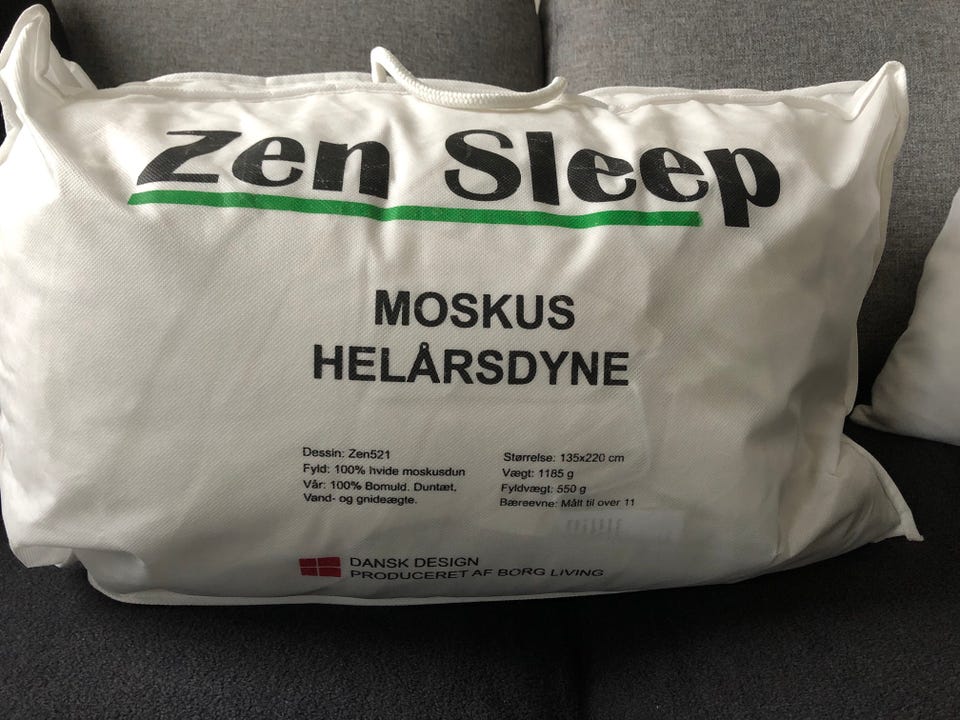 Zen Sleep
MOSKUS
HELÅRSDYNE
Dessin: Zen521
Fyld: 100% hvide moskusdun
Vår: 100% Bomuld. Duntæt,
Vand- og gnideægte.
Størrelse: 135x220 cm
Vægt: 1185 g
Fyldvægt: 550 g
Bæreevne: Målt til over 11
DANSK DESIGN
PRODUCERET AF BORG LIVING